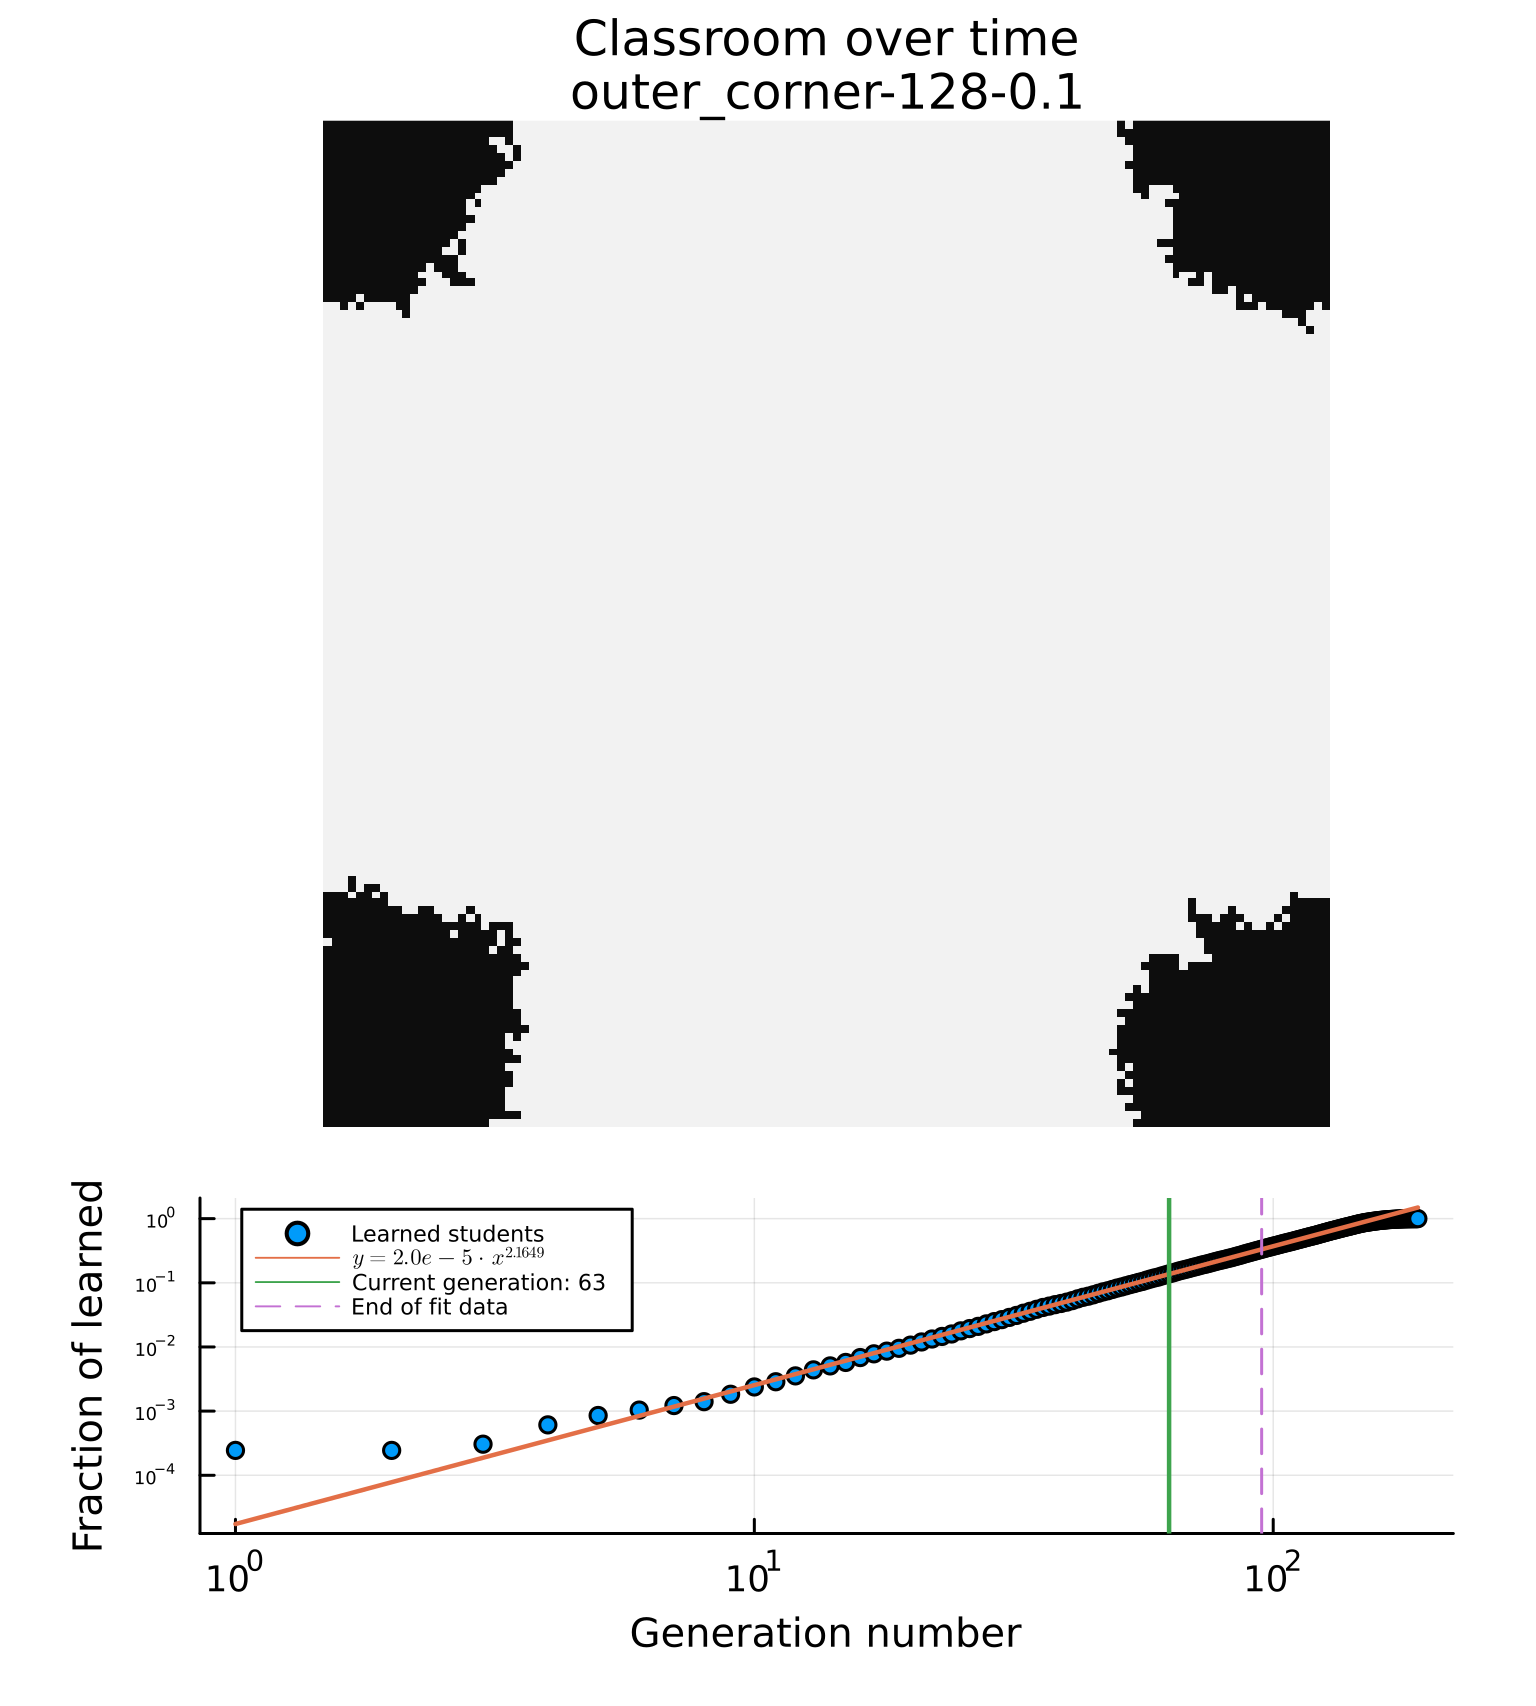 Classroom over time
outer_corner-128-0.1
Fraction of learned
10^0
10^-1
10^-2
10^-3
10^-4
Learned students
y = 2.0e − 5 · x^2.1649
Current generation: 63
End of fit data
10^0 10^1 10^2
Generation number